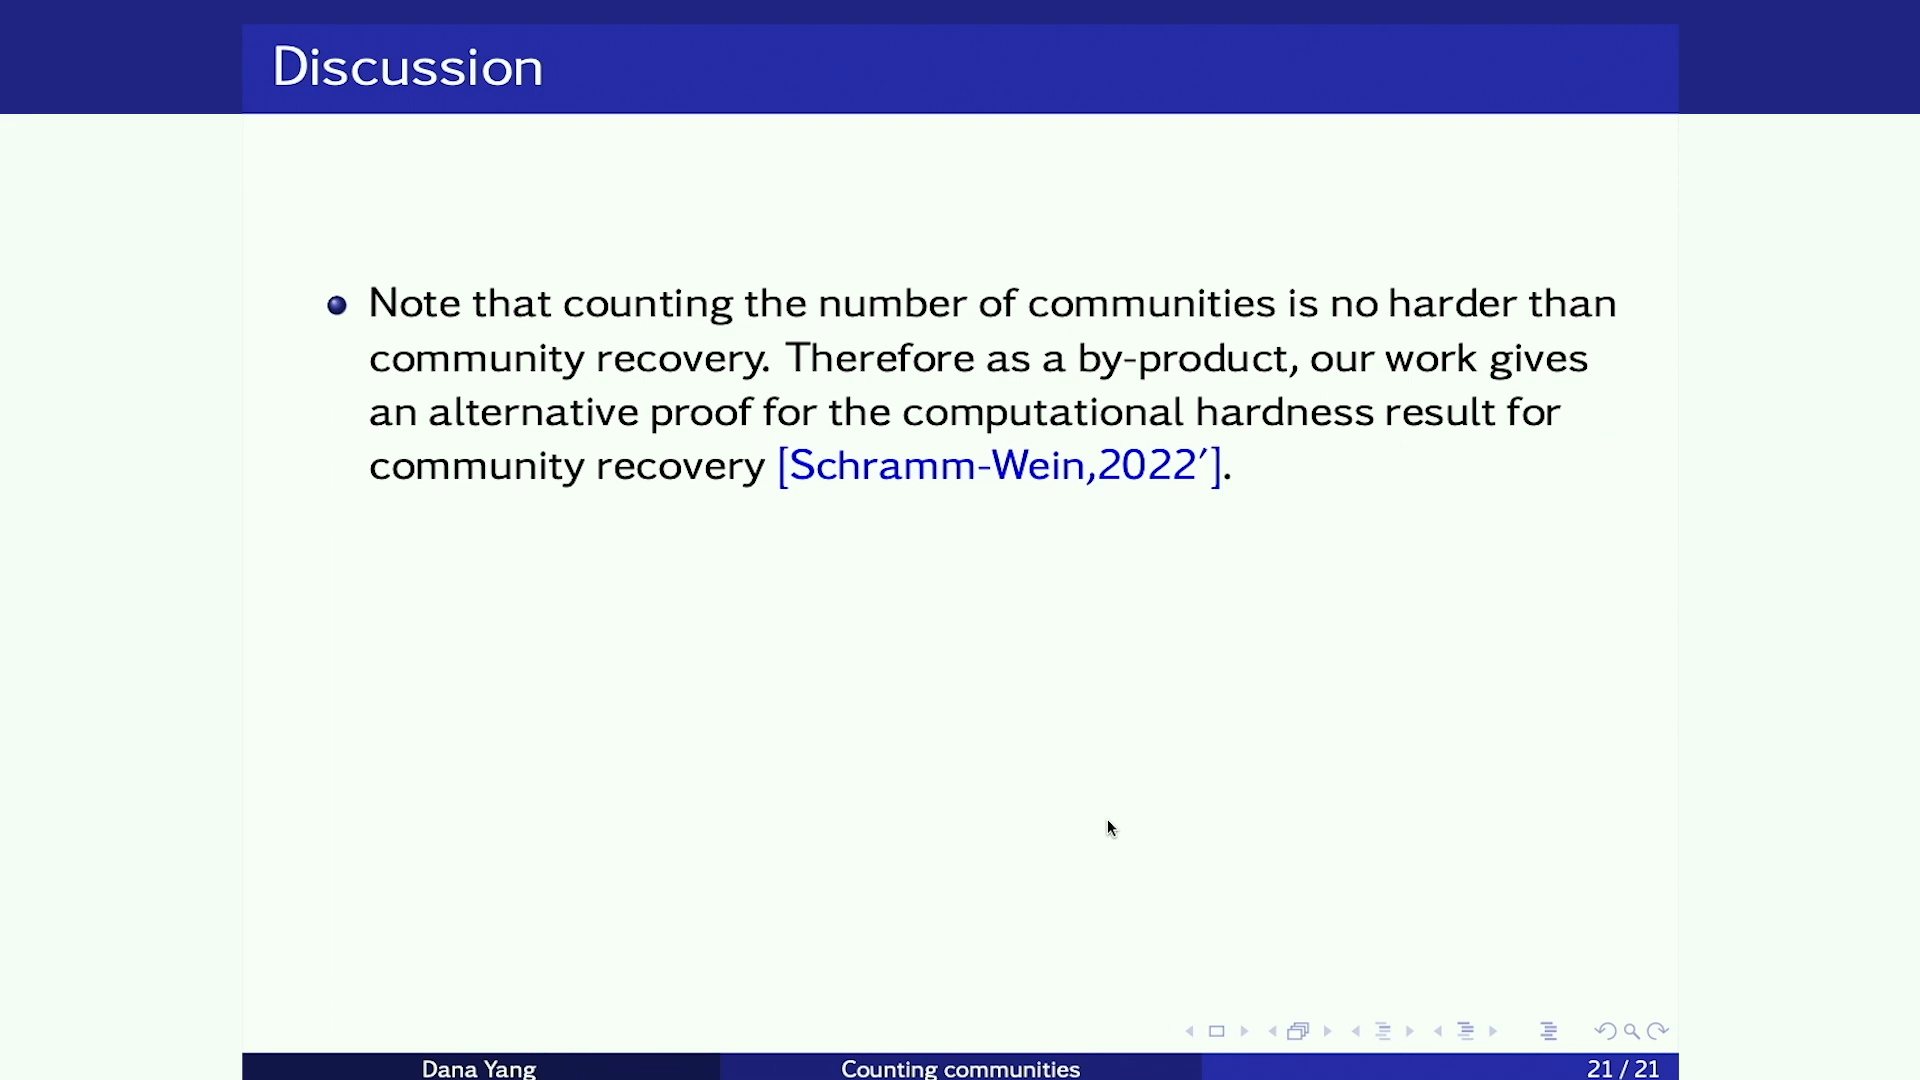 Discussion
Note that counting the number of communities is no harder than
community recovery. Therefore as a by-product, our work gives
an alternative proof for the computational hardness result for
community recovery [Schramm-Wein,2022′].
Dana Yang
Counting communities
21 / 21